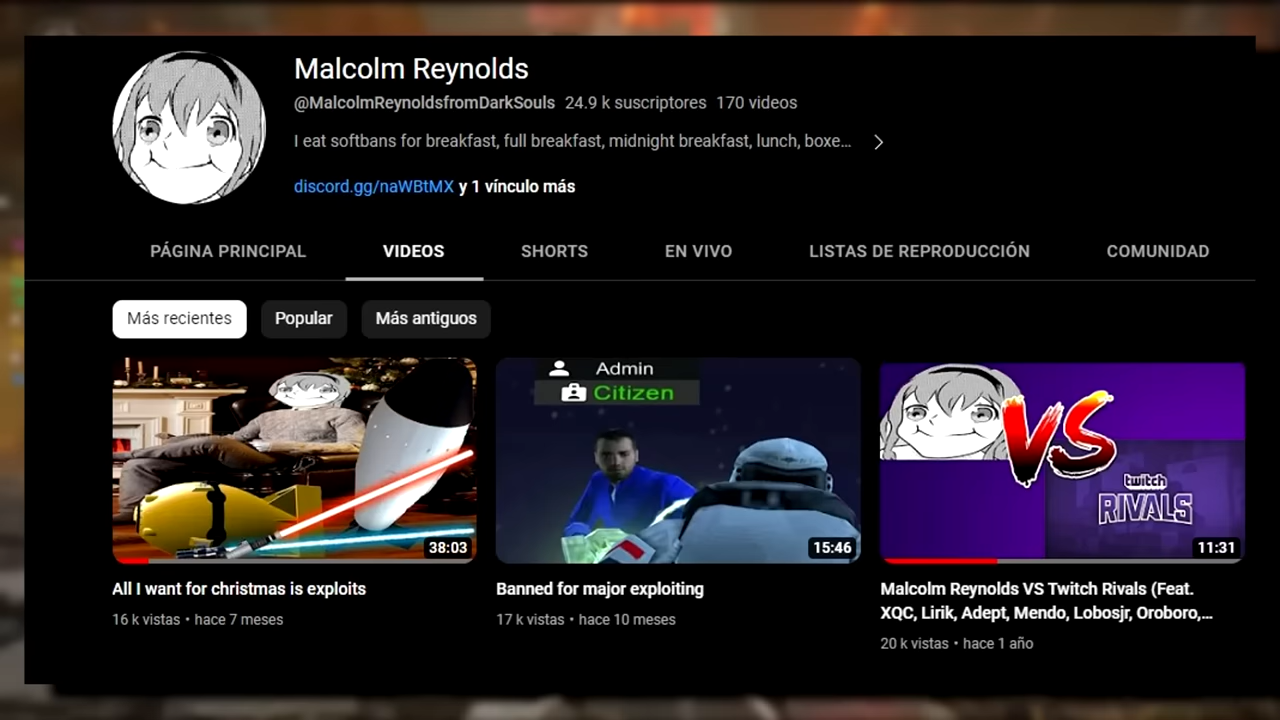 Malcolm Reynolds
@MalcolmReynoldsfromDarkSouls 24.9 k suscriptores 170 videos
I eat softbans for breakfast, full breakfast, midnight breakfast, lunch, boxe...
discord.gg/naWBtMX y 1 vínculo más
PÁGINA PRINCIPAL VIDEOS SHORTS EN VIVO LISTAS DE REPRODUCCIÓN COMUNIDAD
Más recientes Popular Más antiguos
38:03
Admin
Citizen
15:46
VS
twitch
RIVALS
11:31
All I want for christmas is exploits
16 k vistas • hace 7 meses
Banned for major exploiting
17 k vistas • hace 10 meses
Malcolm Reynolds VS Twitch Rivals (Feat.
XQC, Lirik, Adept, Mendo, Lobosjr, Oroboro,...
20 k vistas • hace 1 año